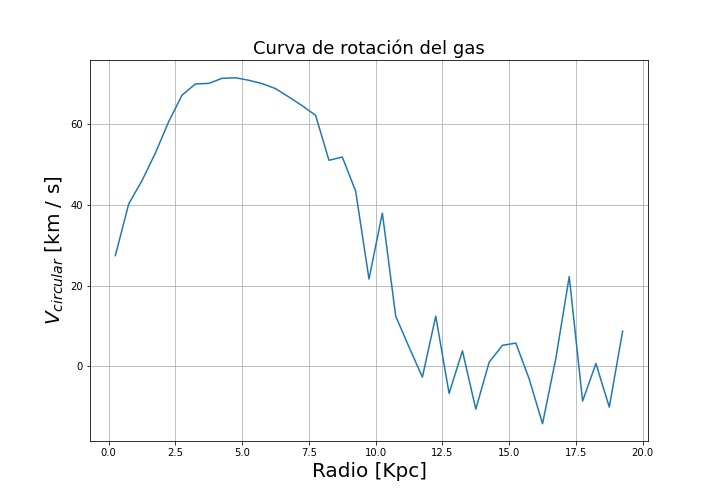 Curva de rotación del gas
V_circular [km / s]
60
40
20
0
0.0 2.5 5.0 7.5 10.0 12.5 15.0 17.5 20.0
Radio [Kpc]